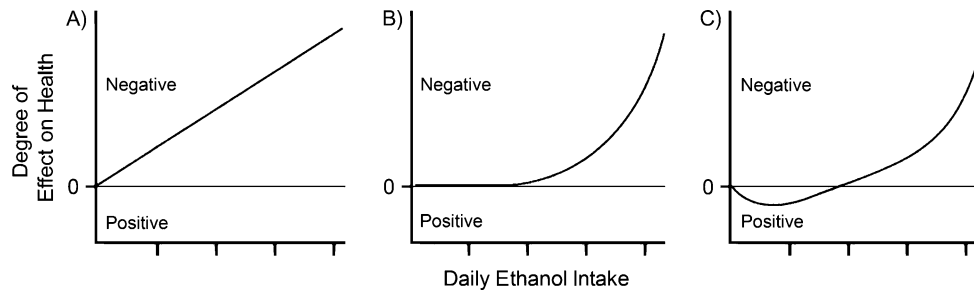 A)
Negative
0
Positive
B)
Negative
0
Positive
C)
Negative
0
Positive
Degree of
Effect on Health
Daily Ethanol Intake